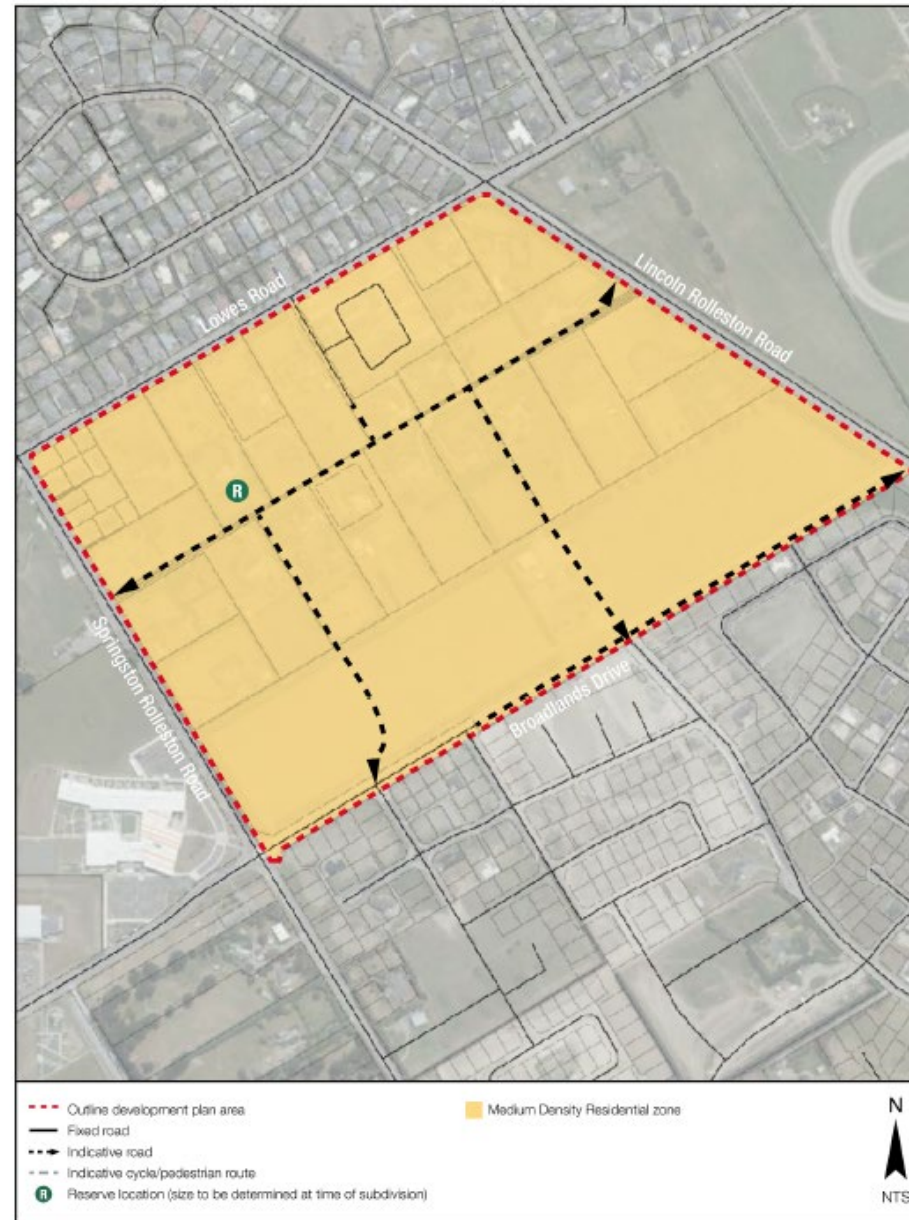 Lowes Road
Lincoln Rolleston Road
R
Springston Rolleston Road
Broadlands Drive
Outline development plan area
Fixed road
Indicative road
Indicative cycle/pedestrian route
R Reserve location (size to be determined at time of subdivision)
Medium Density Residential zone
N
NTS